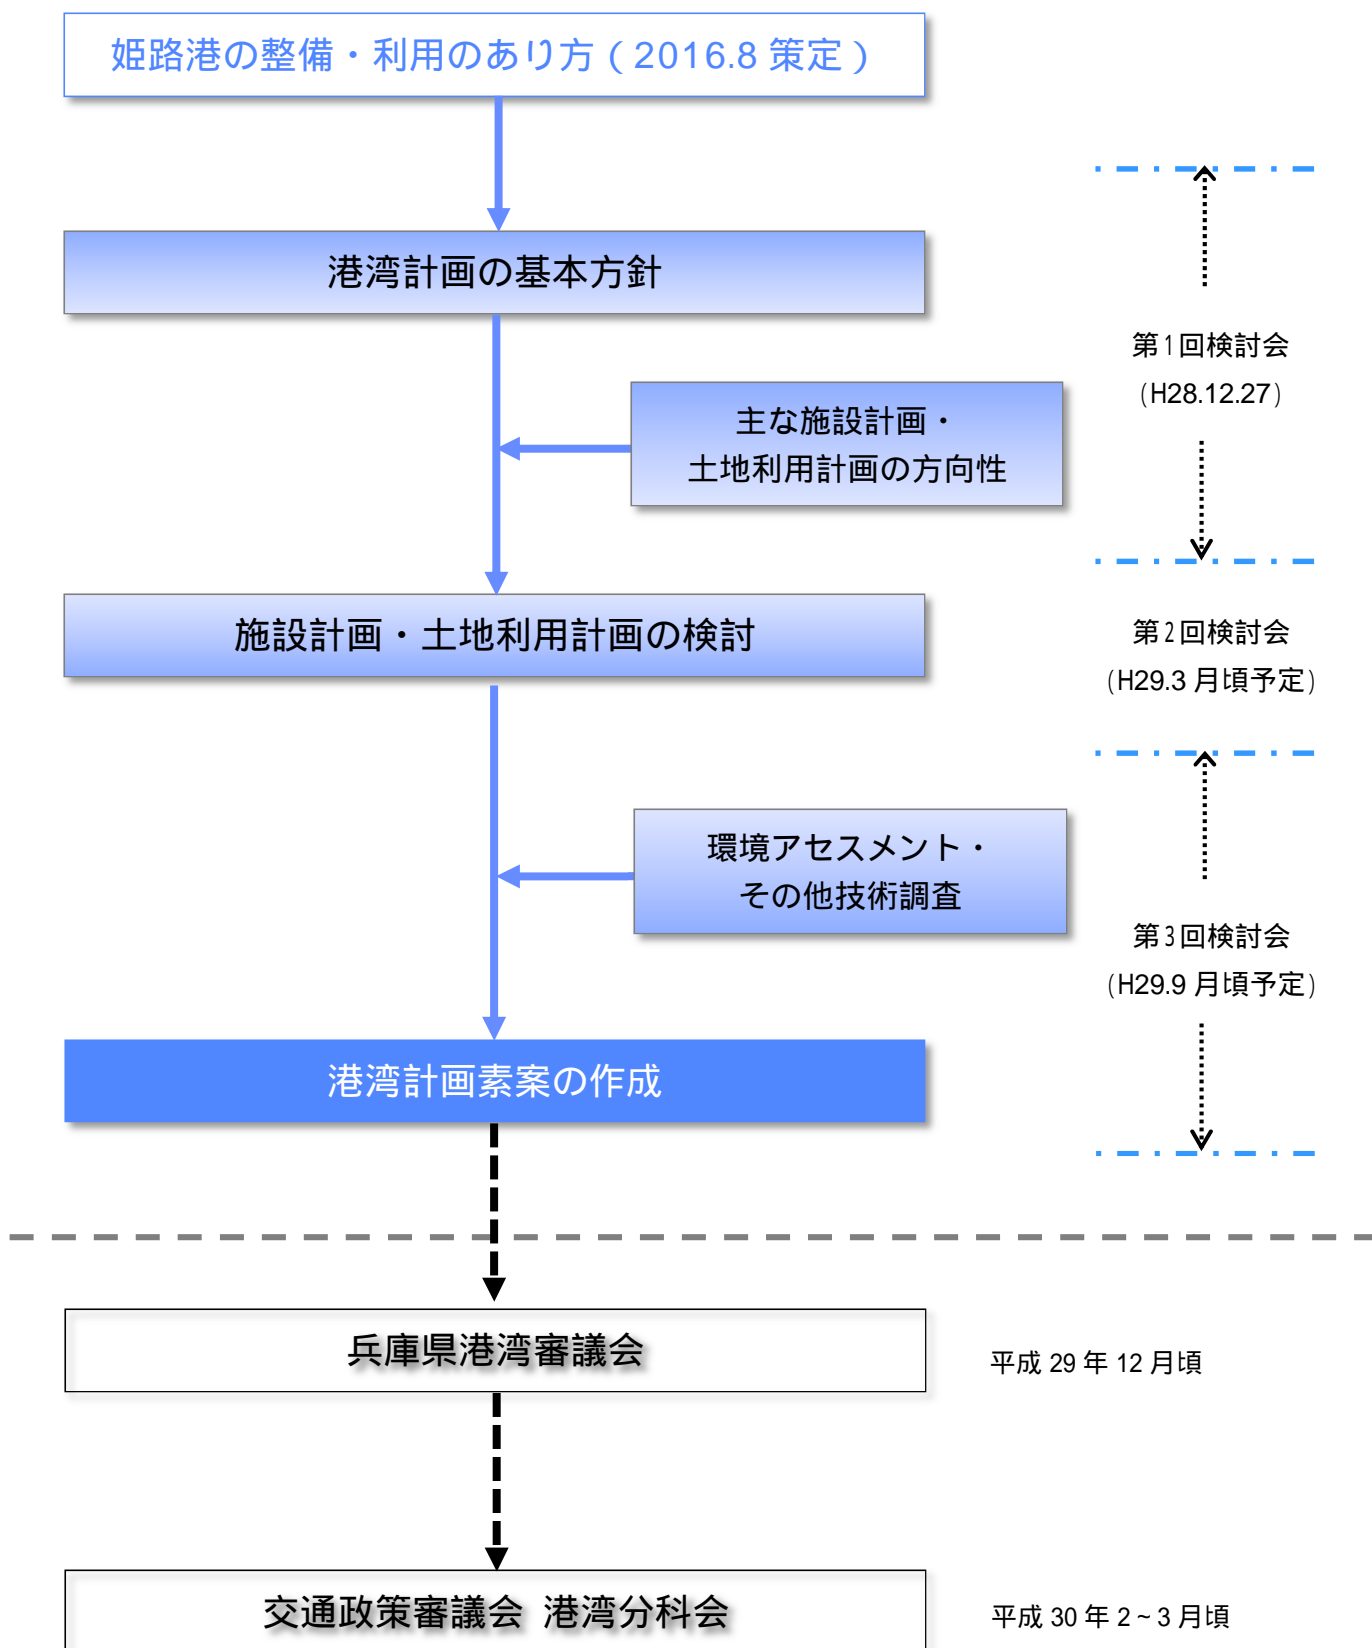 姫路港の整備・利用のあり方（2016.8 策定）
港湾計画の基本方針
第1回検討会
(H28.12.27)
主な施設計画・
土地利用計画の方向性
施設計画・土地利用計画の検討
第2回検討会
(H29.3 月頃予定)
環境アセスメント・
その他技術調査
第3回検討会
(H29.9 月頃予定)
港湾計画素案の作成
兵庫県港湾審議会
平成 29 年 12 月頃
交通政策審議会 港湾分科会
平成 30 年 2~3 月頃